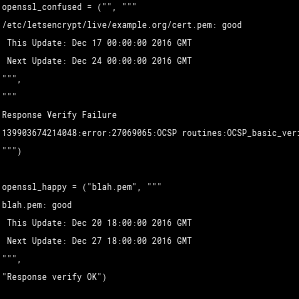 openssl_confused = ("", """
/etc/letsencrypt/live/example.org/cert.pem: good
This Update: Dec 17 00:00:00 2016 GMT
Next Update: Dec 24 00:00:00 2016 GMT
""",
"""
Response Verify Failure
139903674214048:error:27069065:OCSP routines:OCSP_basic_veri
""")
openssl_happy = ("blah.pem", """
blah.pem: good
This Update: Dec 20 18:00:00 2016 GMT
Next Update: Dec 27 18:00:00 2016 GMT
""",
"Response verify OK")